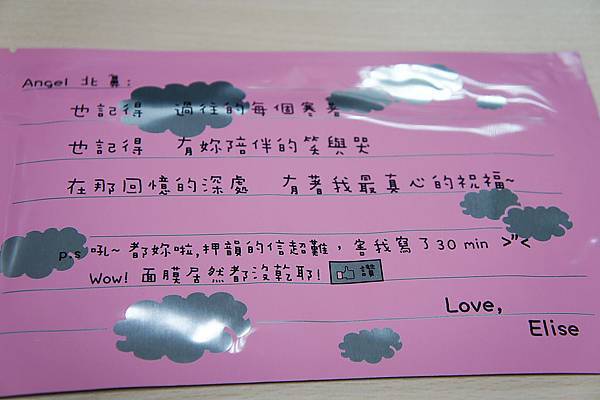 Angel 北鼻:
也記得 過往的每個寒暑
也記得 有妳陪伴的笑與哭
在那回憶的深處 有著我最真心的祝福~
p.s 吼~ 都妳啦,押韻的信超難，害我寫了30 min >"<
Wow! 面膜居然都沒乾耶! 讚
Love,
Elise